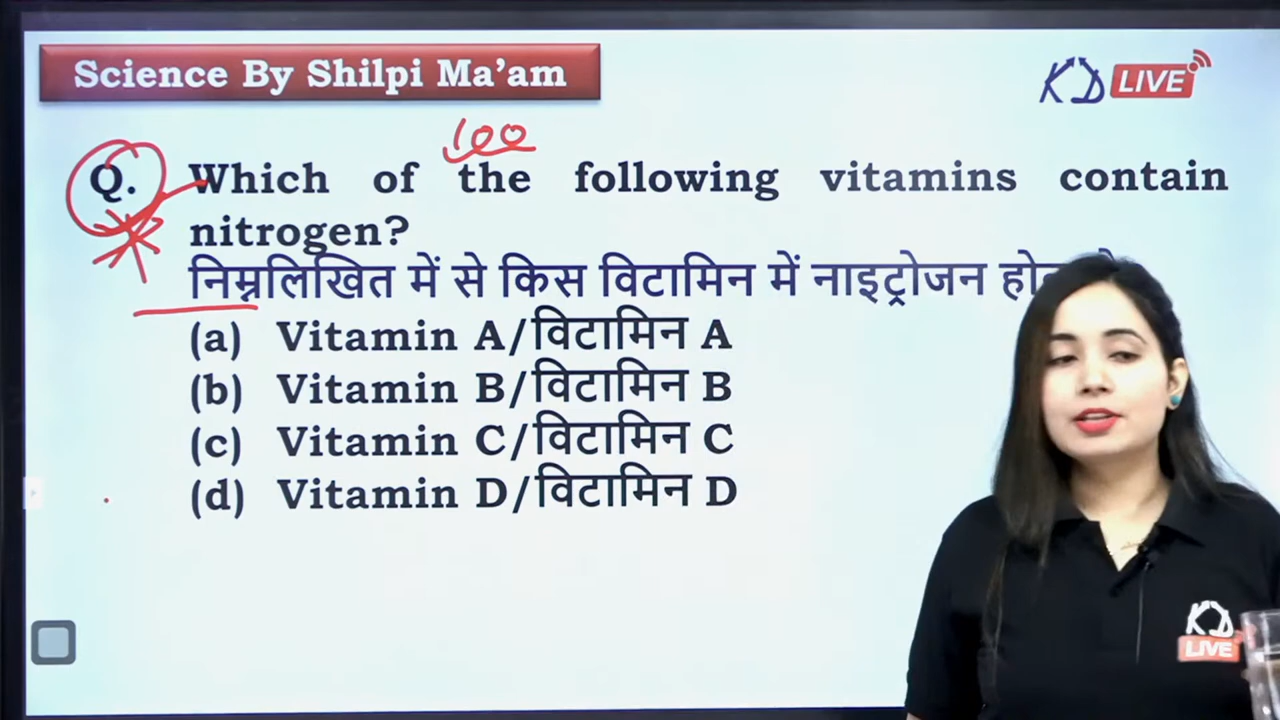 Science By Shilpi Ma'am
KD LIVE
100
Q. Which of the following vitamins contain
nitrogen?
निम्नलिखित में से किस विटामिन में नाइट्रोजन
(a) Vitamin A/विटामिन A
(b) Vitamin B/विटामिन B
(c) Vitamin C/विटामिन C
(d) Vitamin D/विटामिन D
KD
LIVE